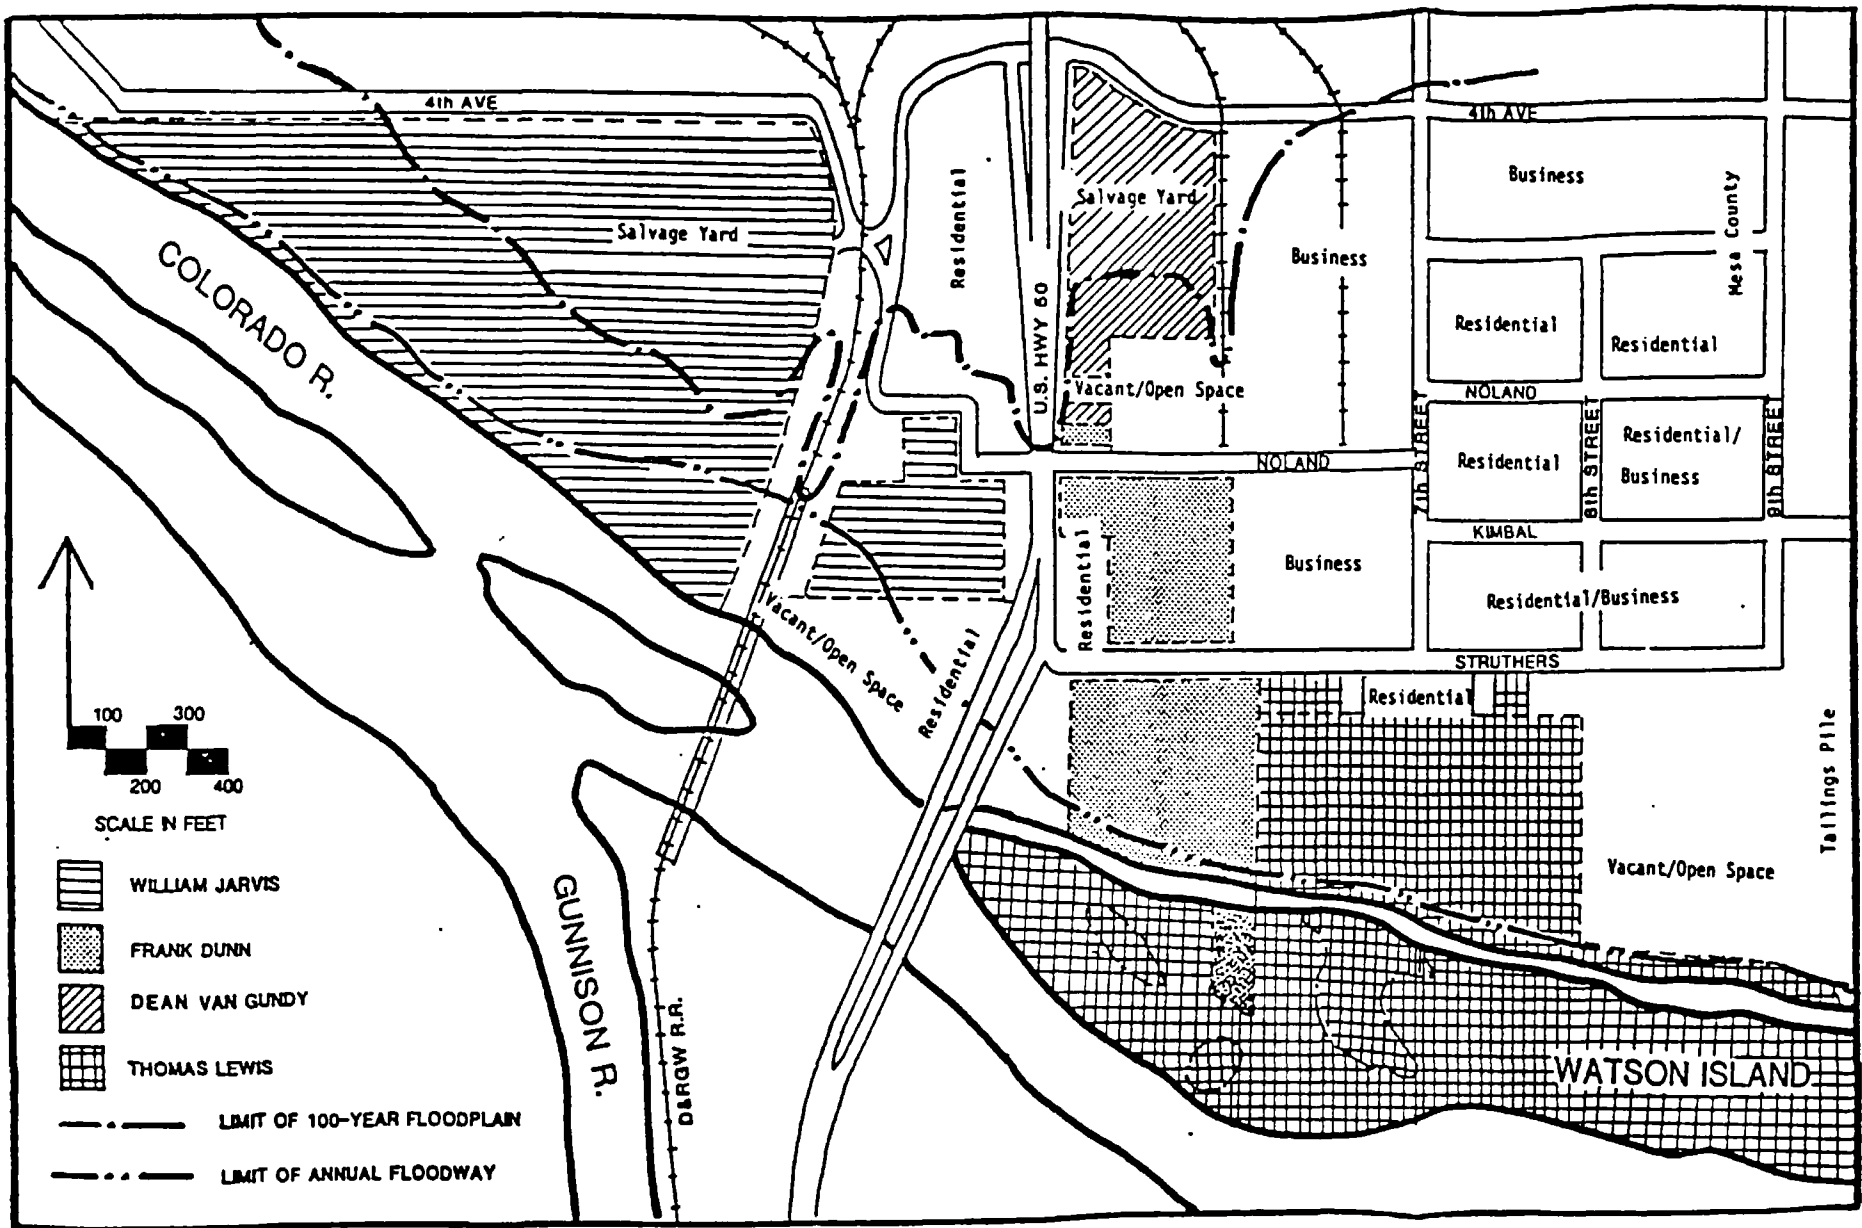 4th AVE
4th AVE
Business
Salvage Yard
Residential
Salvage Yard
Mesa County
Business
COLORADO R.
U.S. HWY 50
Residential
Residential
Vacant/Open Space
NOLAND
7th STREET
8th STREET
9th STREET
Residential/
Business
Residential
NOLAND
KIMBAL
Residential
Business
Residential/Business
Vacant/Open Space
Residential
STRUTHERS
Residential
100
300
200
400
SCALE IN FEET
Tailings Pile
Vacant/Open Space
WILLIAM JARVIS
FRANK DUNN
DEAN VAN GUNDY
THOMAS LEWIS
GUNNISON R.
D&RGW R.R.
WATSON ISLAND
LIMIT OF 100-YEAR FLOODPLAIN
LIMIT OF ANNUAL FLOODWAY